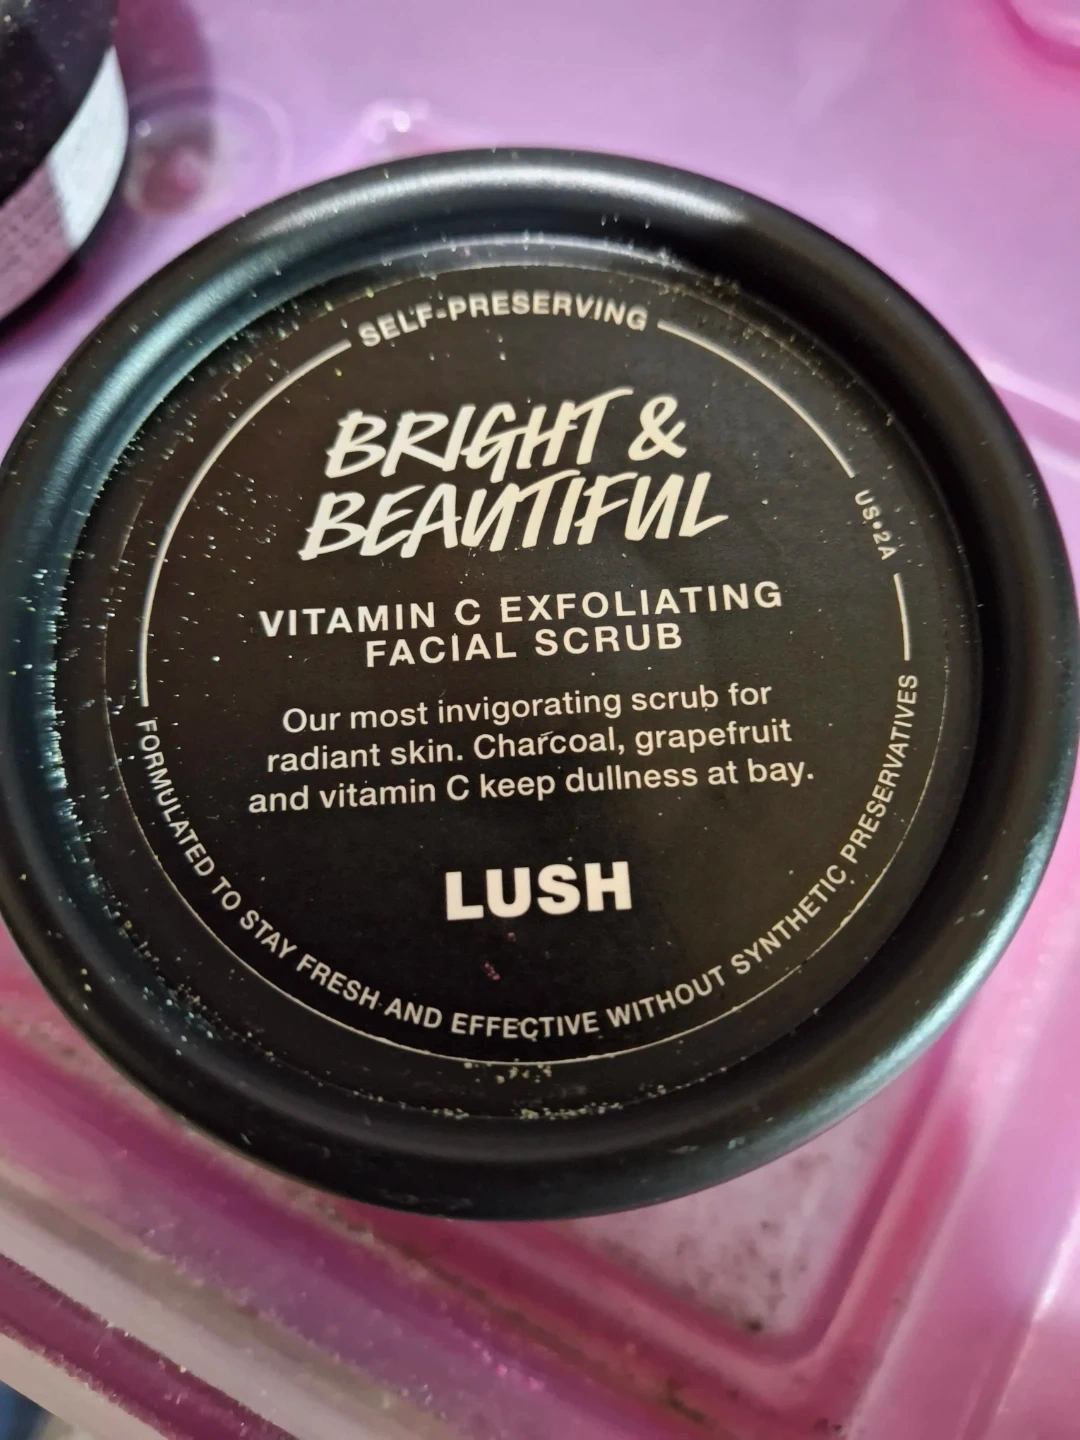 SELF-PRESERVING
BRIGHT &
BEAUTIFUL
US•2A
VITAMIN C EXFOLIATING
FACIAL SCRUB
Our most invigorating scrub for
radiant skin. Charcoal, grapefruit
and vitamin C keep dullness at bay.
LUSH
FORMULATED TO STAY FRESH AND EFFECTIVE WITHOUT SYNTHETIC PRESERVATIVES